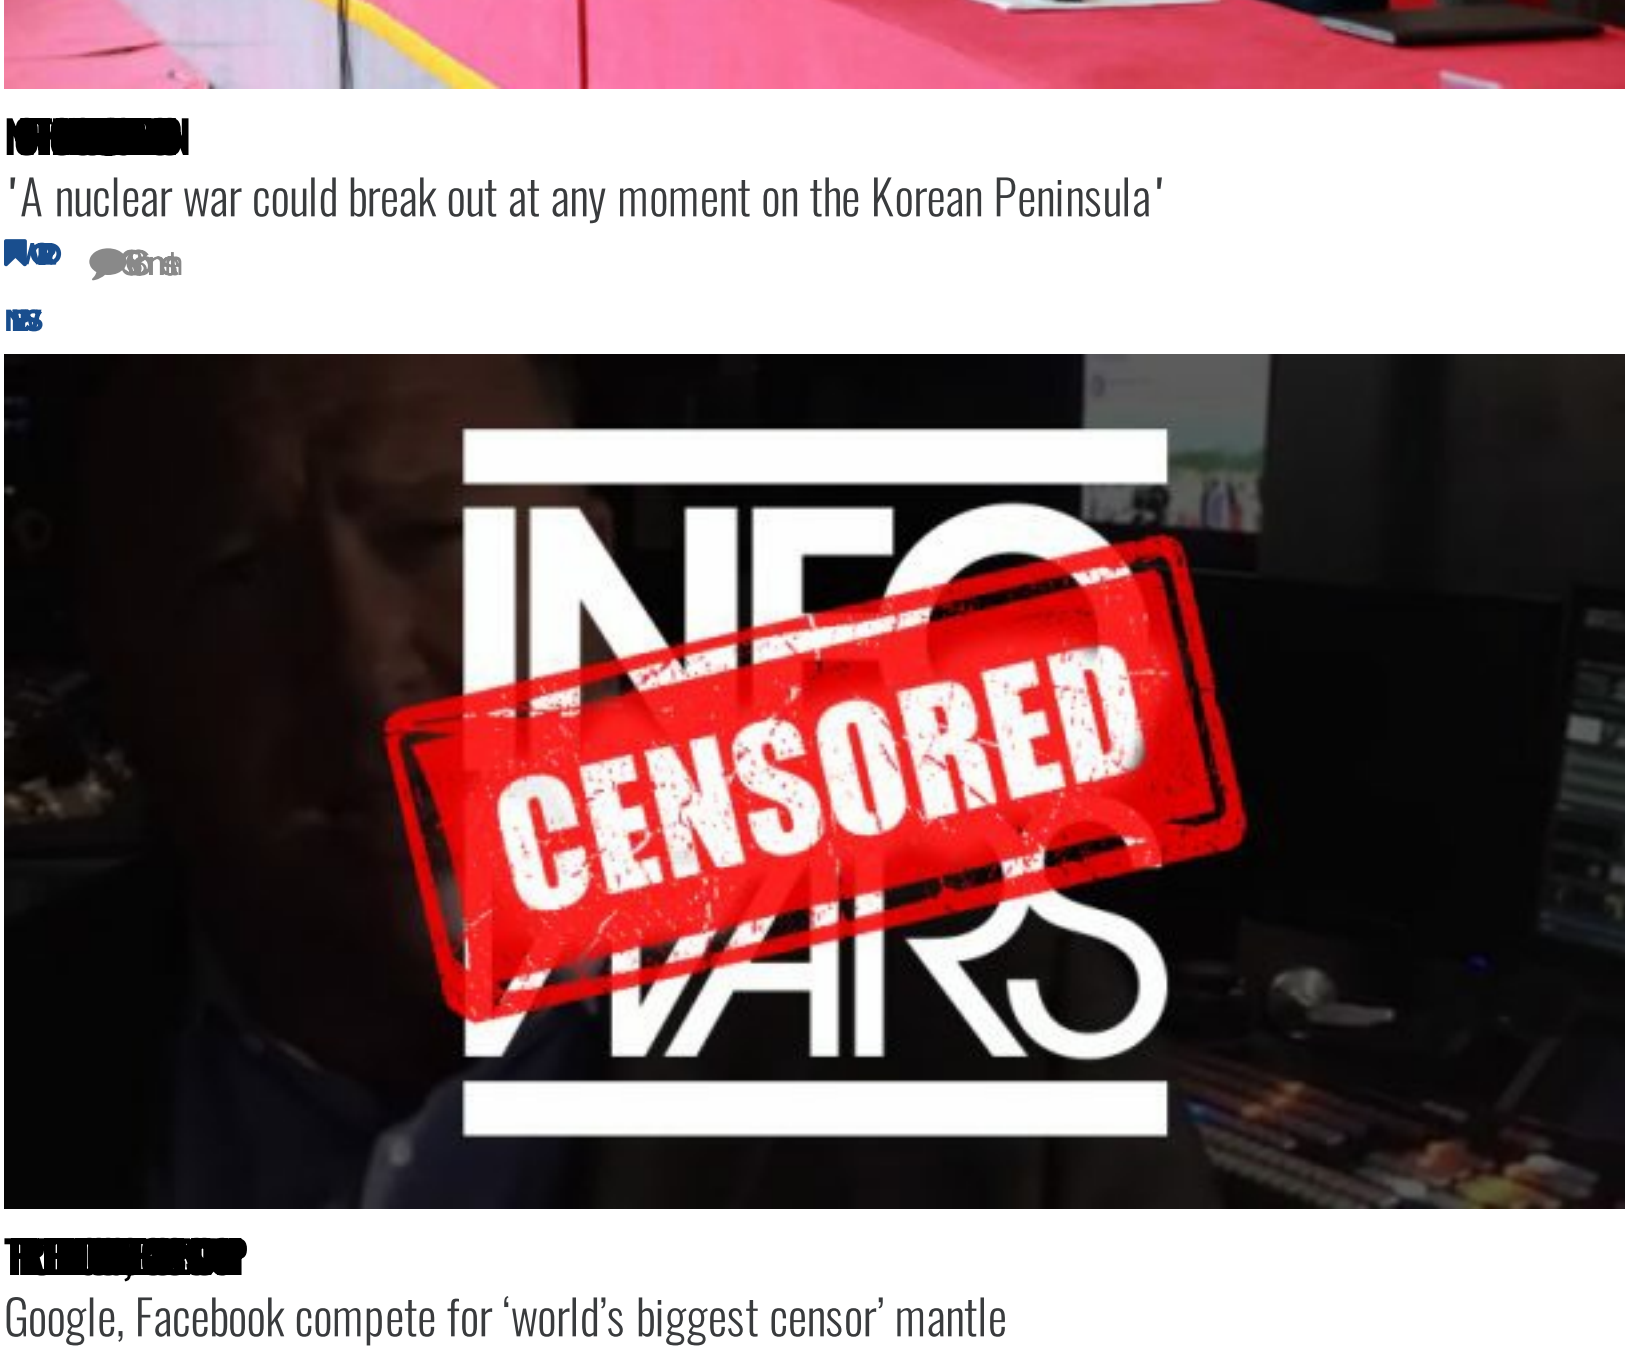 'A nuclear war could break out at any moment on the Korean Peninsula'
INFO
CENSORED
WARS
Google, Facebook compete for ‘world’s biggest censor’ mantle